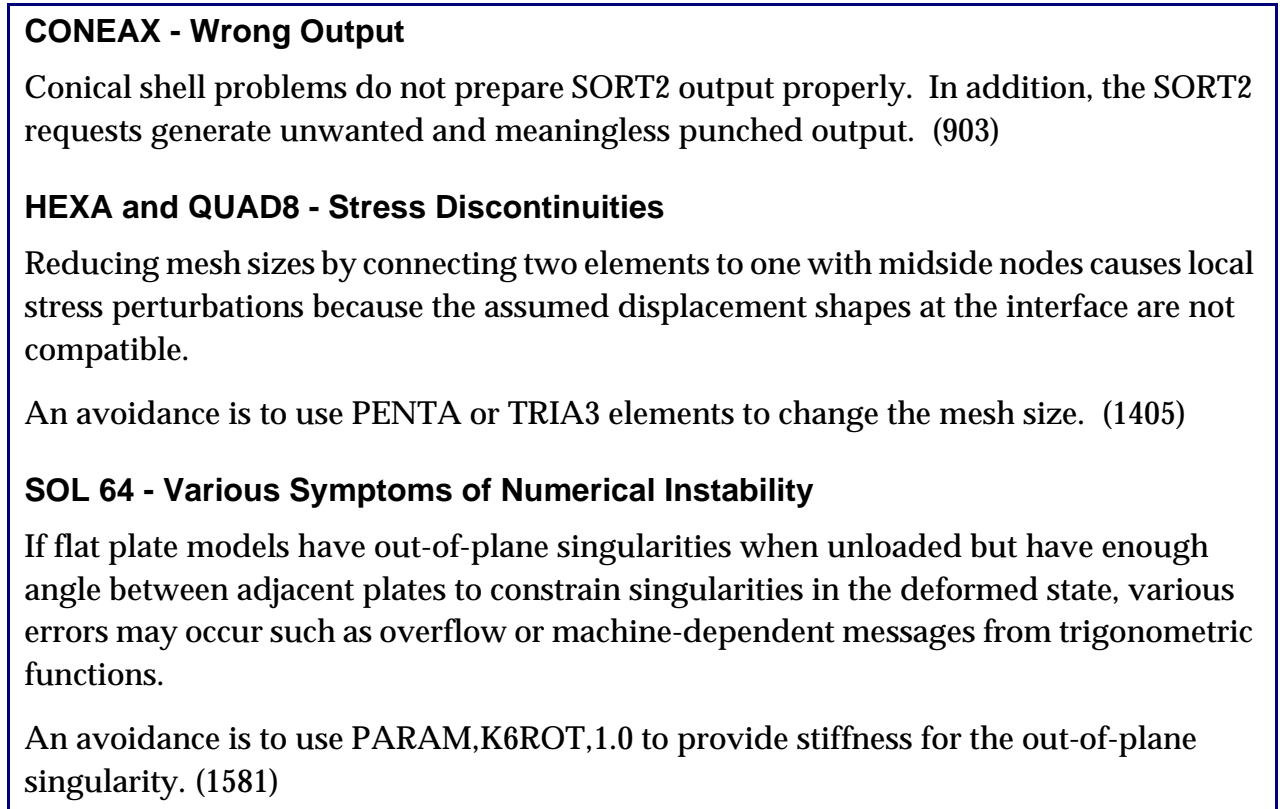 CONEAX - Wrong Output
Conical shell problems do not prepare SORT2 output properly.  In addition, the SORT2
requests generate unwanted and meaningless punched output.  (903)
HEXA and QUAD8 - Stress Discontinuities
Reducing mesh sizes by connecting two elements to one with midside nodes causes local
stress perturbations because the assumed displacement shapes at the interface are not
compatible.
An avoidance is to use PENTA or TRIA3 elements to change the mesh size.  (1405)
SOL 64 - Various Symptoms of Numerical Instability
If flat plate models have out-of-plane singularities when unloaded but have enough
angle between adjacent plates to constrain singularities in the deformed state, various
errors may occur such as overflow or machine-dependent messages from trigonometric
functions.
An avoidance is to use PARAM,K6ROT,1.0 to provide stiffness for the out-of-plane
singularity. (1581)